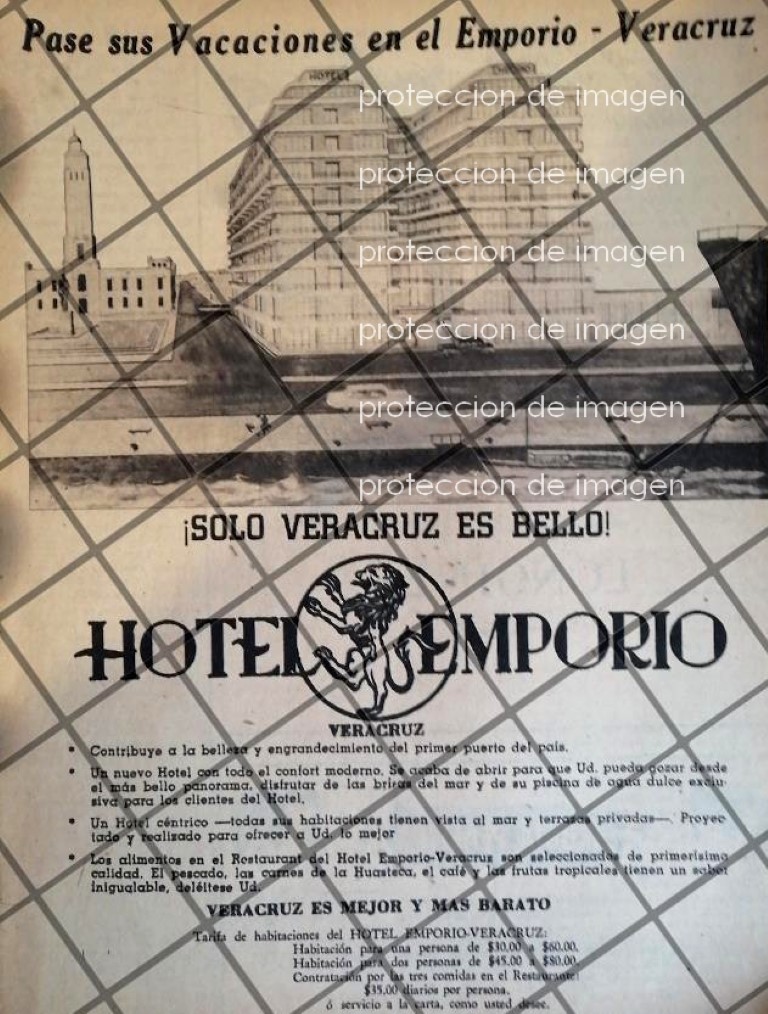 Pase sus Vacaciones en el Emporio - Veracruz
HOTEL
proteccion de imagen
proteccion de imagen
proteccion de imagen
proteccion de imagen
proteccion de imagen
proteccion de imagen
¡SOLO VERACRUZ ES BELLO!
HOTEL EMPORIO
VERACRUZ
• Contribuye a la belleza y engrandecimiento del primer puerto del país.
• Un nuevo Hotel con todo el confort moderno. Se acaba de abrir para que Ud. pueda gozar desde
el más bello panorama, disfrutar de las brisas del mar y de su piscina de agua dulce exclu-
siva para los clientes del Hotel.
• Un Hotel céntrico —todas sus habitaciones tienen vista al mar y terrazas privadas—. Proyec
tado y realizado para ofrecer a Ud. lo mejor
• Los alimentos en el Restaurant del Hotel Emporio-Veracruz son seleccionados de primerísima
calidad. El pescado, las carnes de la Huasteca, el café y las frutas tropicales tienen un sabor
inigualable, deléitese Ud.
VERACRUZ ES MEJOR Y MAS BARATO
Tarifa de habitaciones del HOTEL EMPORIO-VERACRUZ:
Habitación para una persona de $30.00 a $60.00.
Habitación para dos personas de $45.00 a $80.00.
Contratación por las tres comidas en el Restaurante:
$35.00 diarios por persona.
ó servicio a la carta, como usted desee.